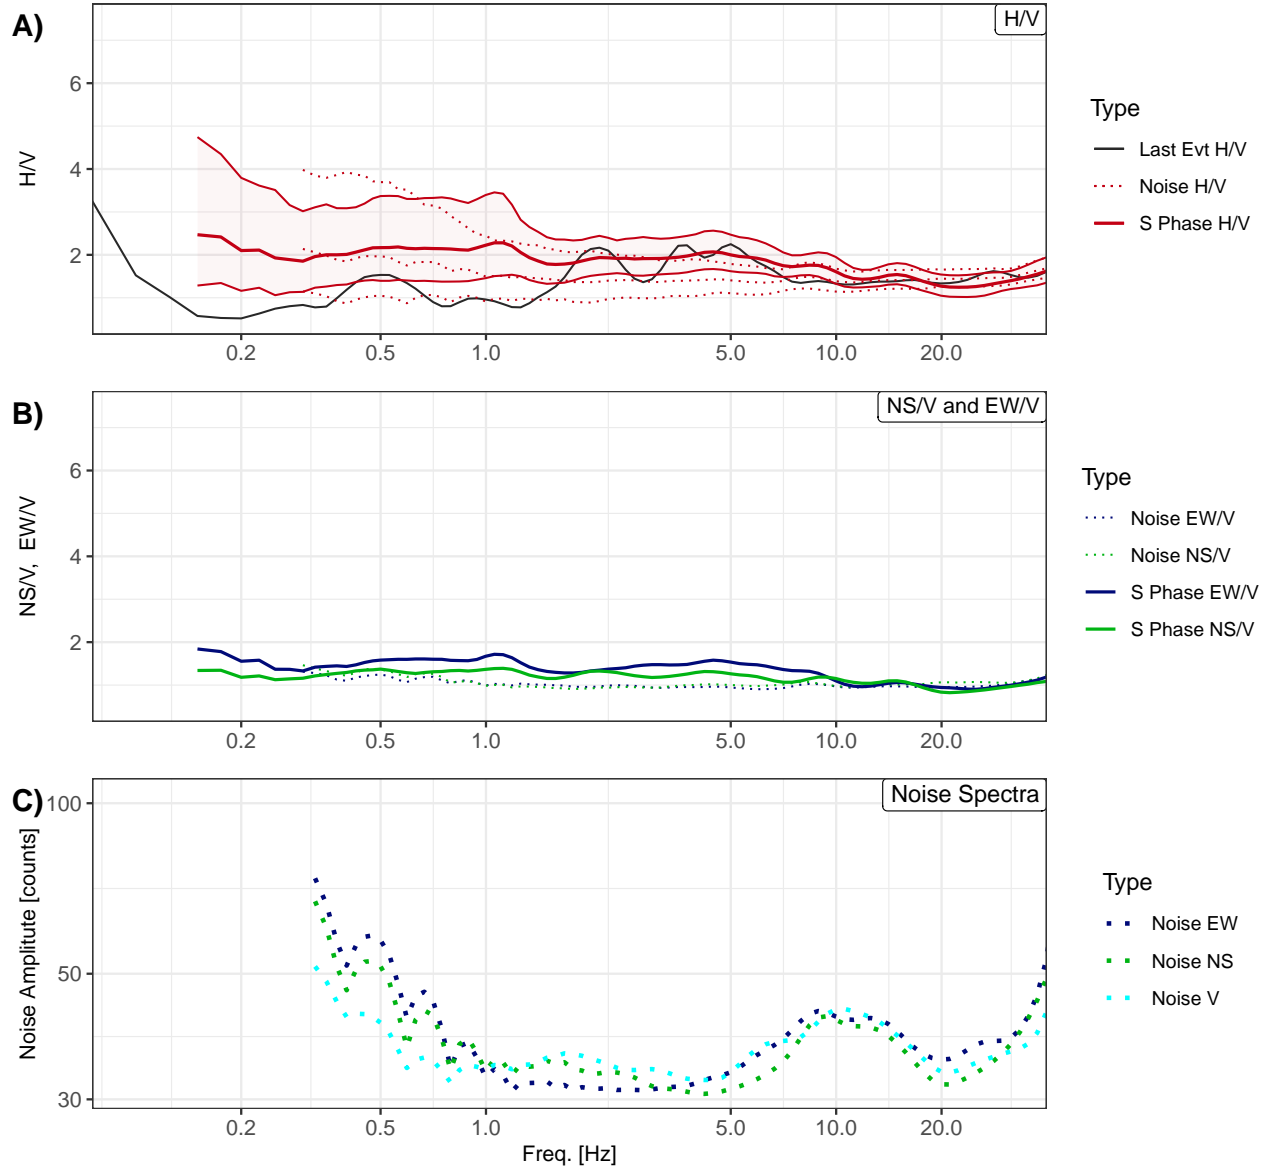 A)
H/V
6
4
2
H/V
0.2 0.5 1.0 5.0 10.0 20.0
Type
Last Evt H/V
Noise H/V
S Phase H/V
B)
NS/V and EW/V
6
4
2
NS/V, EW/V
0.2 0.5 1.0 5.0 10.0 20.0
Type
Noise EW/V
Noise NS/V
S Phase EW/V
S Phase NS/V
C)
Noise Spectra
100
50
30
Noise Amplitute [counts]
0.2 0.5 1.0 5.0 10.0 20.0
Freq. [Hz]
Type
Noise EW
Noise NS
Noise V